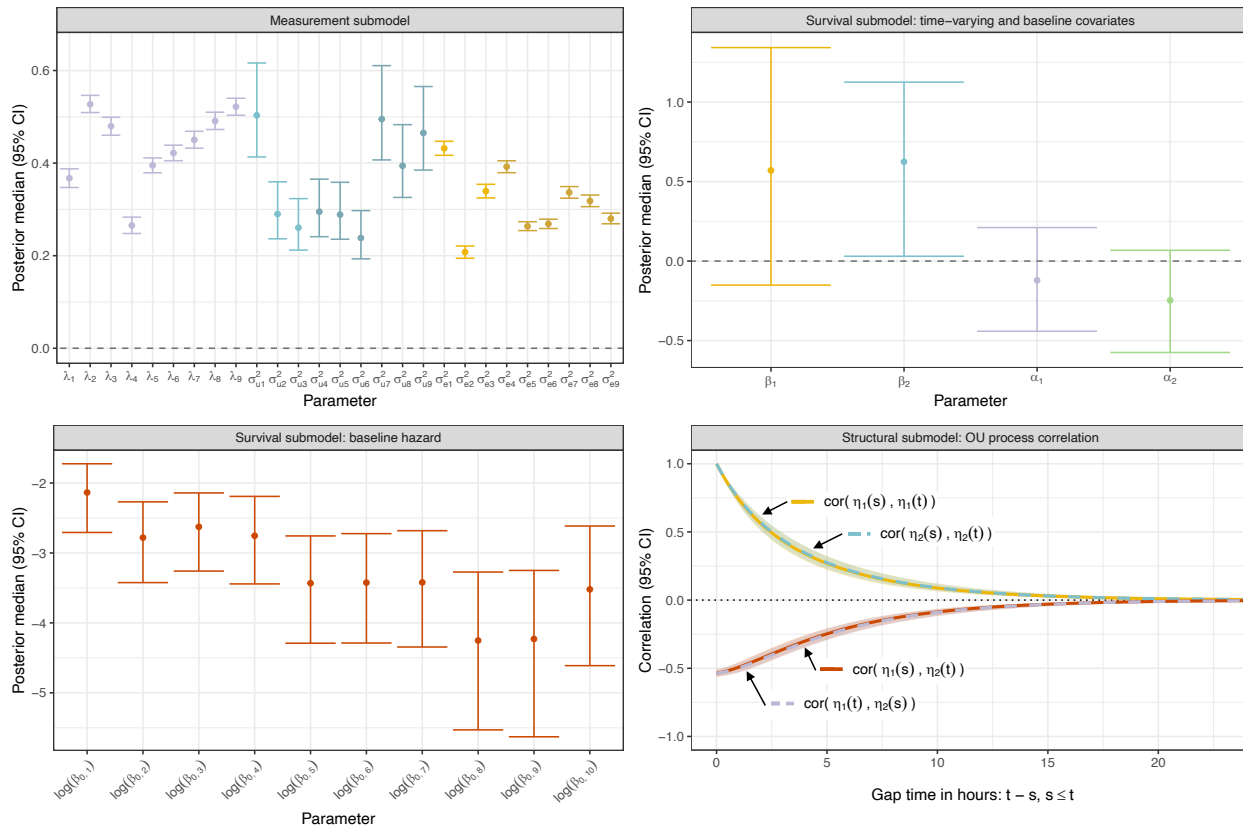 Measurement submodel
Posterior median (95% CI)
0.6
0.4
0.2
0.0
λ₁ λ₂ λ₃ λ₄ λ₅ λ₆ λ₇ λ₈ λ₉ σ²u1 σ²u2 σ²u3 σ²u4 σ²u5 σ²u6 σ²u7 σ²u8 σ²u9 σ²e1 σ²e2 σ²e3 σ²e4 σ²e5 σ²e6 σ²e7 σ²e8 σ²e9
Parameter
Survival submodel: time−varying and baseline covariates
Posterior median (95% CI)
1.0
0.5
0.0
−0.5
β₁ β₂ α₁ α₂
Parameter
Survival submodel: baseline hazard
Posterior median (95% CI)
−2
−3
−4
−5
log(β0, 1) log(β0, 2) log(β0, 3) log(β0, 4) log(β0, 5) log(β0, 6) log(β0, 7) log(β0, 8) log(β0, 9) log(β0, 10)
Parameter
Structural submodel: OU process correlation
Correlation (95% CI)
1.0
0.5
0.0
−0.5
−1.0
cor( η₁(s) , η₁(t) )
cor( η₂(s) , η₂(t) )
cor( η₁(s) , η₂(t) )
cor( η₁(t) , η₂(s) )
0 5 10 15 20
Gap time in hours: t − s, s ≤ t